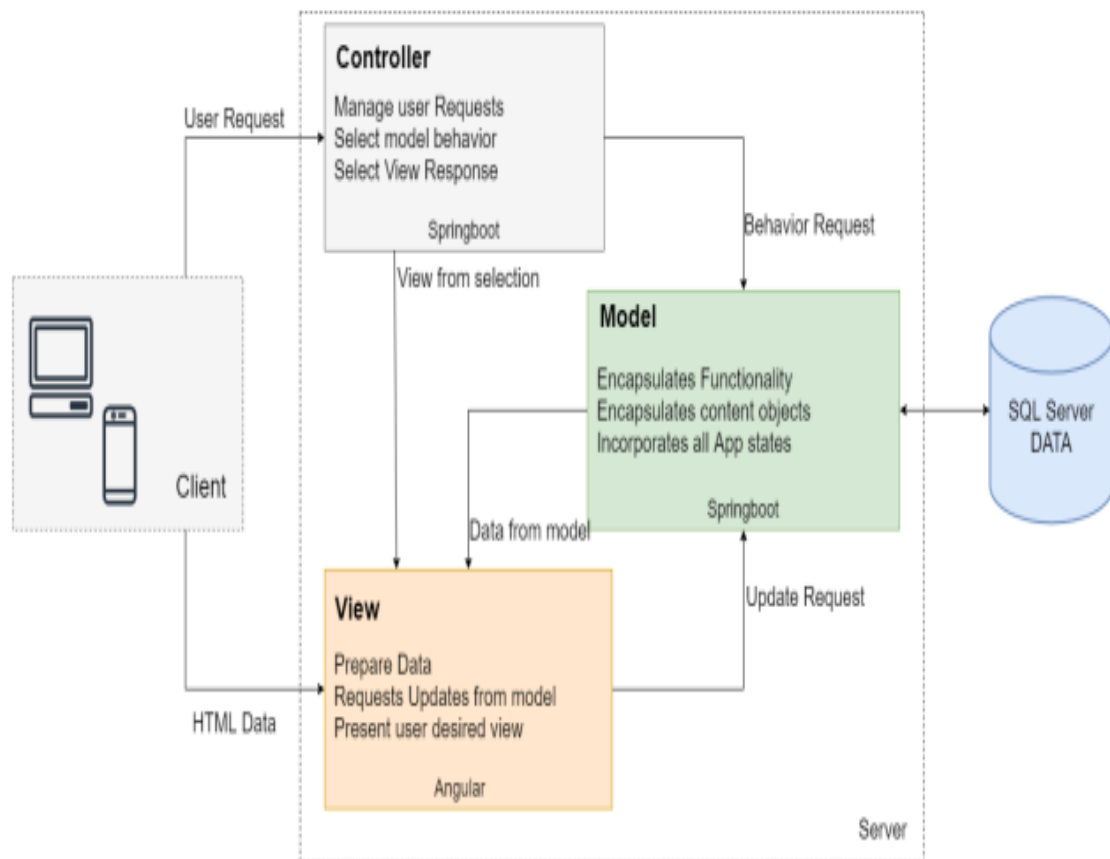 Controller
Manage user Requests
Select model behavior
Select View Response
Springboot
User Request
Behavior Request
View from selection
Client
Model
Encapsulates Functionality
Encapsulates content objects
Incorporates all App states
Springboot
SQL Server
DATA
Data from model
Update Request
View
Prepare Data
Requests Updates from model
Present user desired view
Angular
HTML Data
Server